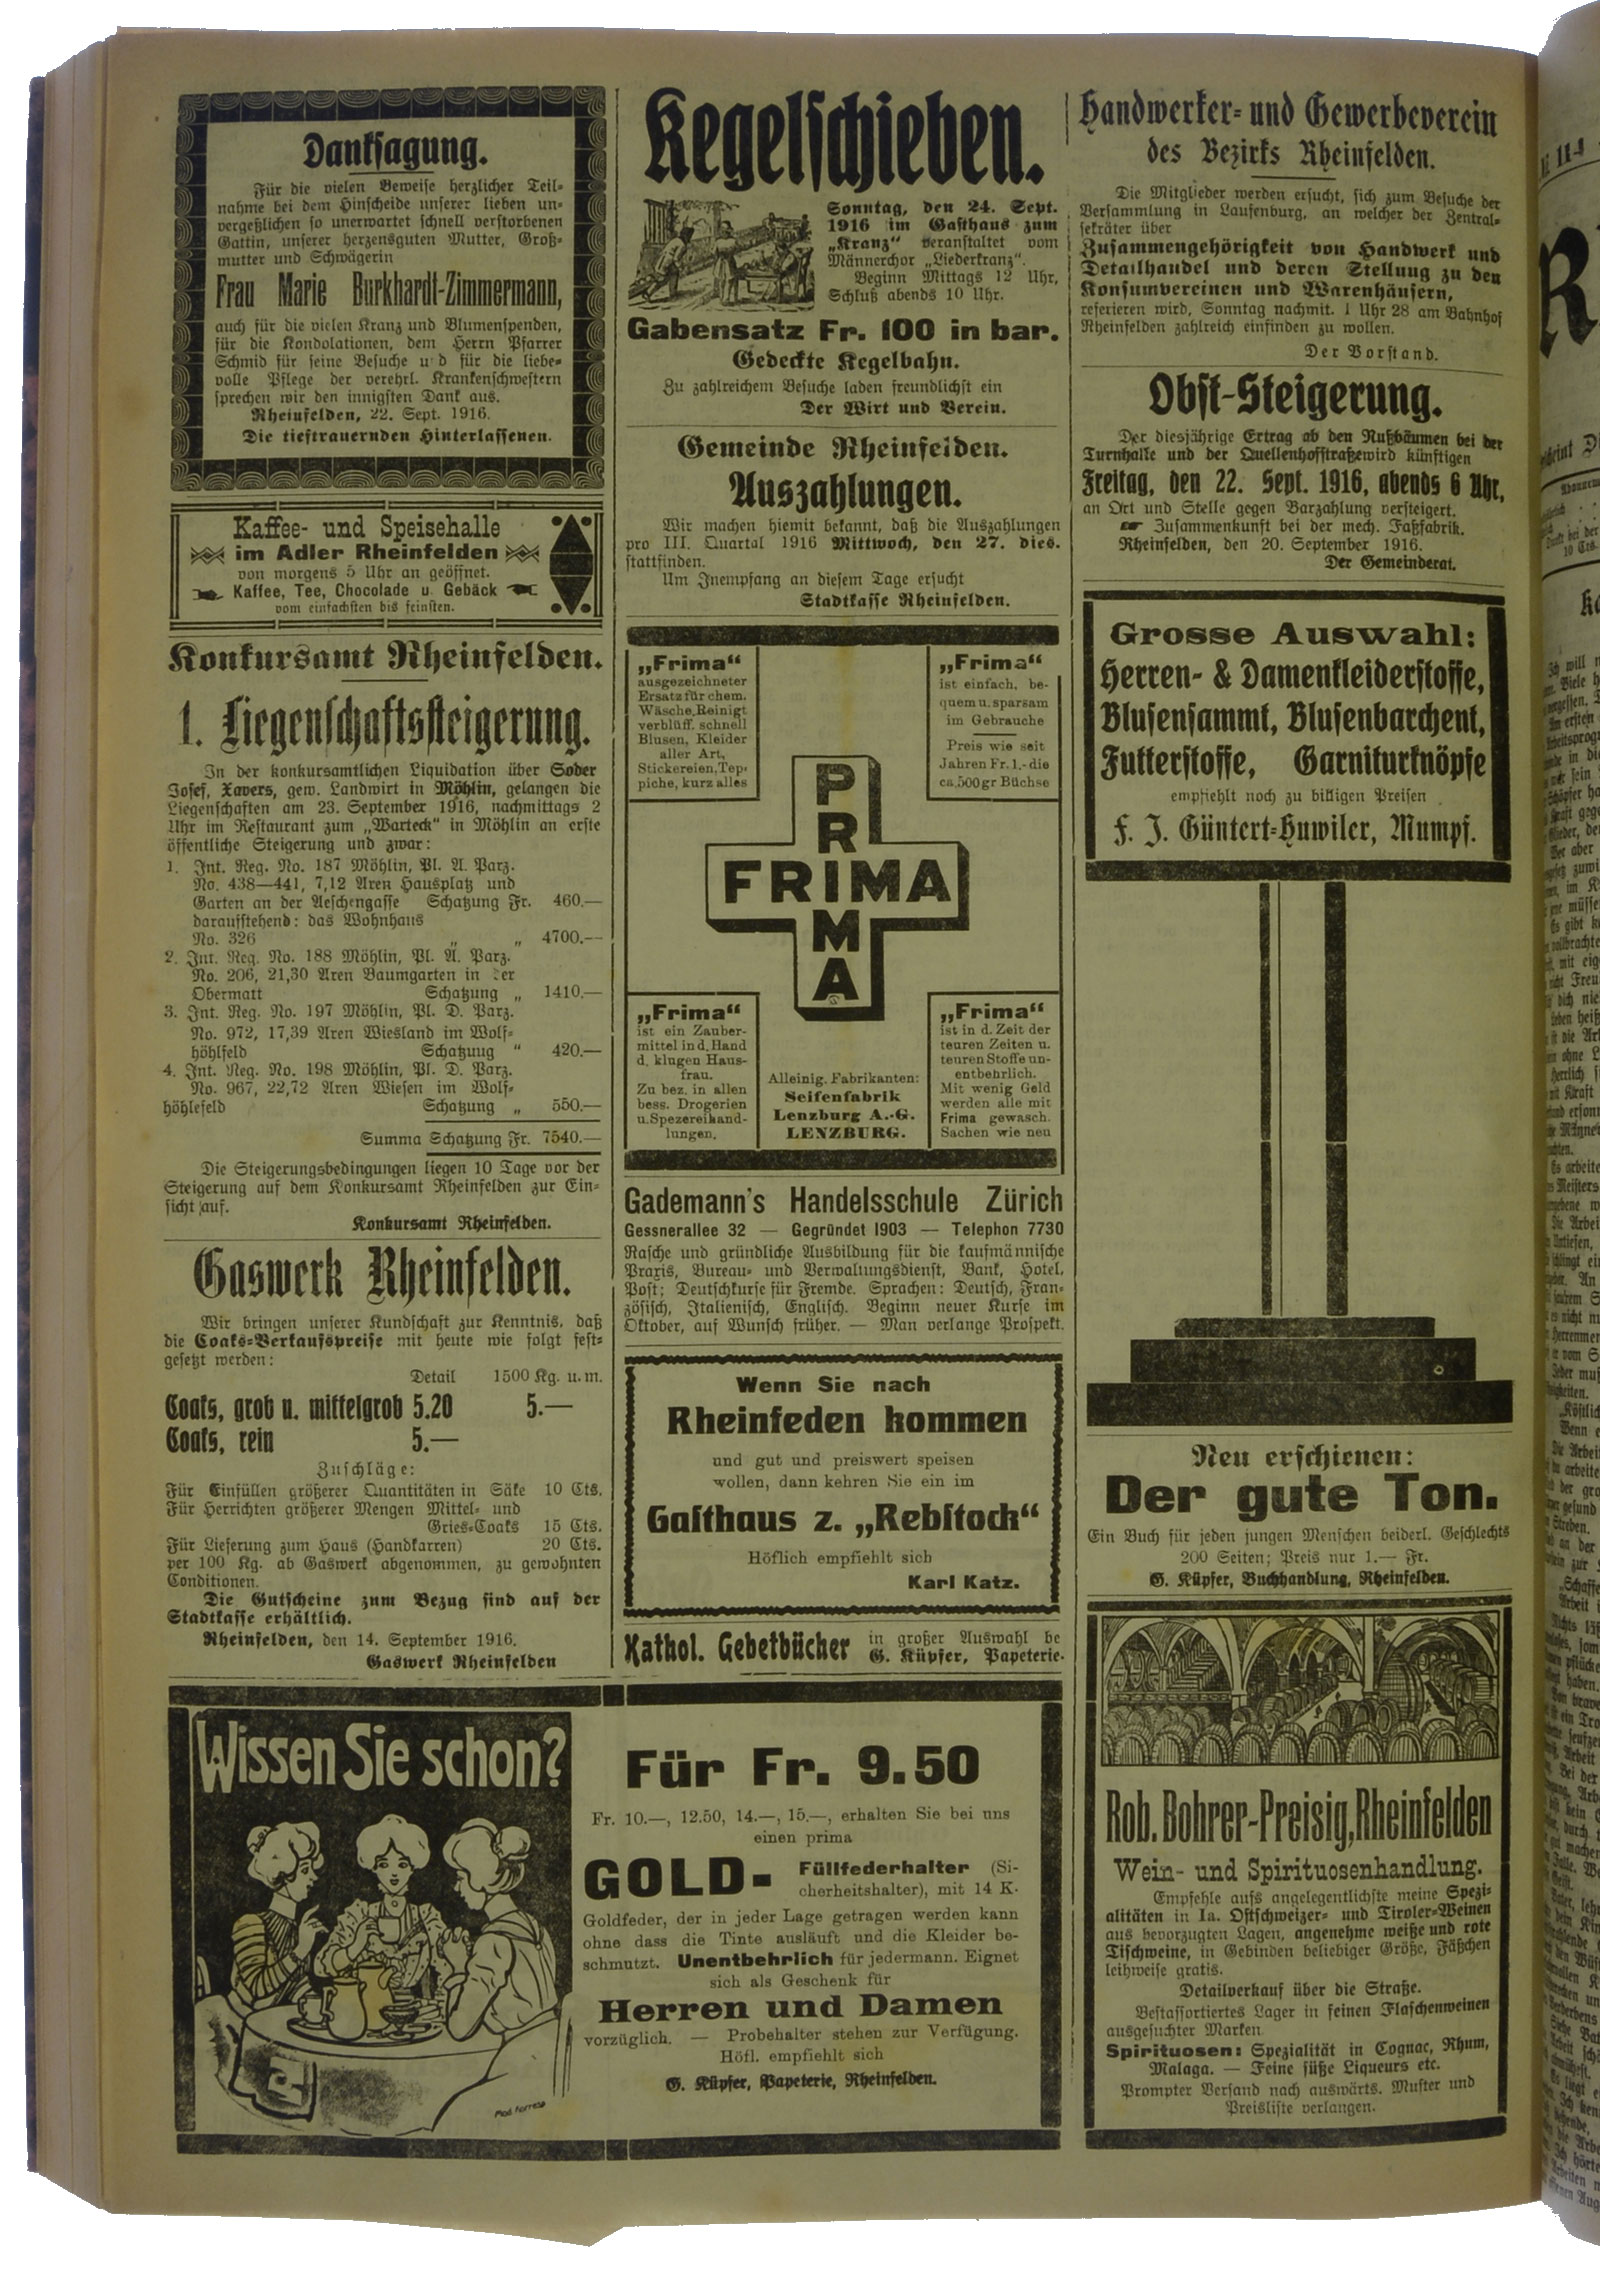 Danksagung.
Für die vielen Beweise herzlicher Teil-
nahme bei dem Hinscheide unserer lieben un-
vergeßlichen so unerwartet schnell verstorbenen
Gattin, unserer herzensguten Mutter, Groß-
mutter und Schwägerin
Frau Marie Burkhardt-Zimmermann,
auch für die vielen Kranz und Blumenspenden,
für die Kondolationen, dem Herrn Pfarrer
Schmid für seine Besuche u d für die liebe-
volle Pflege der verehrl. Krankenschwestern
sprechen wir den innigsten Dank aus.
Rheinfelden, 22. Sept. 1916.
Die tieftrauernden Hinterlassenen.
Kaffee- und Speisehalle
im Adler Rheinfelden
von morgens 5 Uhr an geöffnet.
Kaffee, Tee, Chocolade u. Gebäck
vom einfachsten bis feinsten.
Konkursamt Rheinfelden.
1. Liegenschaftssteigerung.
In der konkursamtlichen Liquidation über Soder
Josef, Xavers, gew. Landwirt in Möhlin, gelangen die
Liegenschaften am 23. September 1916, nachmittags 2
Uhr im Restaurant zum „Warteck“ in Möhlin an erste
öffentliche Steigerung und zwar:
1. Int. Reg. No. 187 Möhlin, Pl. A. Parz.
No. 438—441, 7,12 Aren Hausplatz und
Garten an der Aeschengasse Schatzung Fr. 460.—
daraufstehend: das Wohnhaus
No. 326 „ „ 4700.—
2. Int. Reg. No. 188 Möhlin, Pl. A. Parz.
No. 206, 21,30 Aren Baumgarten in der
Obermatt Schatzung „ 1410.—
3. Int. Reg. No. 197 Möhlin, Pl. D. Parz.
No. 972, 17,39 Aren Wiesland im Wolf-
höhlfeld Schatzung “ 420.—
4. Int. Reg. No. 198 Möhlin, Pl. D. Parz.
No. 967, 22,72 Aren Wiesen im Wolf-
höhlefeld Schatzung „ 550.—
Summa Schatzung Fr. 7540.—
Die Steigerungsbedingungen liegen 10 Tage vor der
Steigerung auf dem Konkursamt Rheinfelden zur Ein-
sicht auf.
Konkursamt Rheinfelden.
Gaswerk Rheinfelden.
Wir bringen unserer Kundschaft zur Kenntnis, daß
die Coaks-Verkaufspreise mit heute wie folgt fest-
gesetzt werden:
Detail 1500 Kg. u. m.
Coaks, grob u. mittelgrob 5.20 5.—
Coaks, rein 5.—
Zuschläge:
Für Einfüllen größerer Quantitäten in Säke 10 Cts.
Für Herrichten größerer Mengen Mittel- und
Gries-Coaks 15 Cts.
Für Lieferung zum Haus (Handkarren) 20 Cts.
per 100 Kg. ab Gaswerk abgenommen, zu gewohnten
Conditionen.
Die Gutscheine zum Bezug sind auf der
Stadtkasse erhältlich.
Rheinfelden, den 14. September 1916.
Gaswerk Rheinfelden
Kegelschieben.
Sonntag, den 24. Sept.
1916 im Gasthaus zum
„Kranz“ veranstaltet vom
Männerchor „Liederkranz“.
Beginn Mittags 12 Uhr,
Schluß abends 10 Uhr.
Gabensatz Fr. 100 in bar.
Gedeckte Kegelbahn.
Zu zahlreichem Besuche laden freundlichst ein
Der Wirt und Verein.
Gemeinde Rheinfelden.
Auszahlungen.
Wir machen hiemit bekannt, daß die Auszahlungen
pro III. Quartal 1916 Mittwoch, den 27. dies.
stattfinden.
Um Inempfang an diesem Tage ersucht
Stadtkasse Rheinfelden.
„Frima“
ausgezeichneter
Ersatz für chem.
Wäsche, Reinigt
verblüff. schnell
Blusen, Kleider
aller Art,
Stickereien, Tep-
piche, kurz alles
„Frima“
ist einfach, be-
quem u. sparsam
im Gebrauche
Preis wie seit
Jahren Fr. 1.- die
ca. 500 gr Büchse
PRIMA
FRIMA
„Frima“
ist ein Zauber-
mittel in d. Hand
d. klugen Haus-
frau.
Zu bez. in allen
bess. Drogerien
u. Spezereihand-
lungen.
Alleinig. Fabrikanten:
Seifenfabrik
Lenzburg A.-G.
LENZBURG.
„Frima“
ist in d. Zeit der
teuren Zeiten u.
teuren Stoffe un-
entbehrlich.
Mit wenig Geld
werden alle mit
Frima gewasch.
Sachen wie neu
Gademann's Handelsschule Zürich
Gessnerallee 32 — Gegründet 1903 — Telephon 7730
Rasche und gründliche Ausbildung für die kaufmännische
Praxis, Bureau- und Verwaltungsdienst, Bank, Hotel,
Post; Deutschkurse für Fremde. Sprachen: Deutsch, Fran-
zösisch, Italienisch, Englisch. Beginn neuer Kurse im
Oktober, auf Wunsch früher. — Man verlange Prospekt.
Wenn Sie nach
Rheinfeden kommen
und gut und preiswert speisen
wollen, dann kehren Sie ein im
Gasthaus z. „Rebstock“
Höflich empfiehlt sich
Karl Katz.
Kathol. Gebetbücher in großer Auswahl be
G. Küpfer, Papeterie.
Handwerker- und Gewerbeverein
des Bezirks Rheinfelden.
Die Mitglieder werden ersucht, sich zum Besuche der
Versammlung in Laufenburg, an welcher der Zentral-
sekräter über
Zusammengehörigkeit von Handwerk und
Detailhandel und deren Stellung zu den
Konsumvereinen und Warenhäusern,
referieren wird, Sonntag nachmit. 1 Uhr 28 am Bahnhof
Rheinfelden zahlreich einfinden zu wollen.
Der Vorstand.
Obst-Steigerung.
Der diesjährige Ertrag ab den Nußbäumen bei der
Turnhalle und der Quellenhofstraßewird künftigen
Freitag, den 22. Sept. 1916, abends 6 Uhr,
an Ort und Stelle gegen Barzahlung versteigert.
☛ Zusammenkunft bei der mech. Faßfabrik.
Rheinfelden, den 20. September 1916.
Der Gemeinderat.
Grosse Auswahl:
Herren- & Damenkleiderstoffe,
Blusensammt, Blusenbarchent,
Futterstoffe, Garniturknöpfe
empfiehlt noch zu billigen Preisen
F. J. Güntert-Huwiler, Mumpf.
Neu erschienen:
Der gute Ton.
Ein Buch für jeden jungen Menschen beiderl. Geschlechts
200 Seiten; Preis nur 1.— Fr.
G. Küpfer, Buchhandlung, Rheinfelden.
Rob. Bohrer-Preisig, Rheinfelden
Wein- und Spirituosenhandlung.
Empfehle aufs angelegentlichste meine Spezi-
alitäten in Ia. Ostschweizer- und Tiroler-Weinen
aus bevorzugten Lagen, angenehme weiße und rote
Tischweine, in Gebinden beliebiger Größe, Fäßchen
leihweise gratis.
Detailverkauf über die Straße.
Bestassortiertes Lager in feinen Flaschenweinen
ausgesuchter Marken
Spirituosen: Spezialität in Cognac, Rhum,
Malaga. — Feine süße Liqueurs etc.
Prompter Versand nach auswärts. Muster und
Preisliste verlangen.
Wissen Sie schon?
Für Fr. 9.50
Fr. 10.—, 12.50, 14.—, 15.—, erhalten Sie bei uns
einen prima
GOLD- Füllfederhalter (Si-
cherheitshalter), mit 14 K.
Goldfeder, der in jeder Lage getragen werden kann
ohne dass die Tinte ausläuft und die Kleider be-
schmutzt. Unentbehrlich für jedermann. Eignet
sich als Geschenk für
Herren und Damen
vorzüglich. — Probehalter stehen zur Verfügung.
Höfl. empfiehlt sich
G. Küpfer, Papeterie, Rheinfelden.